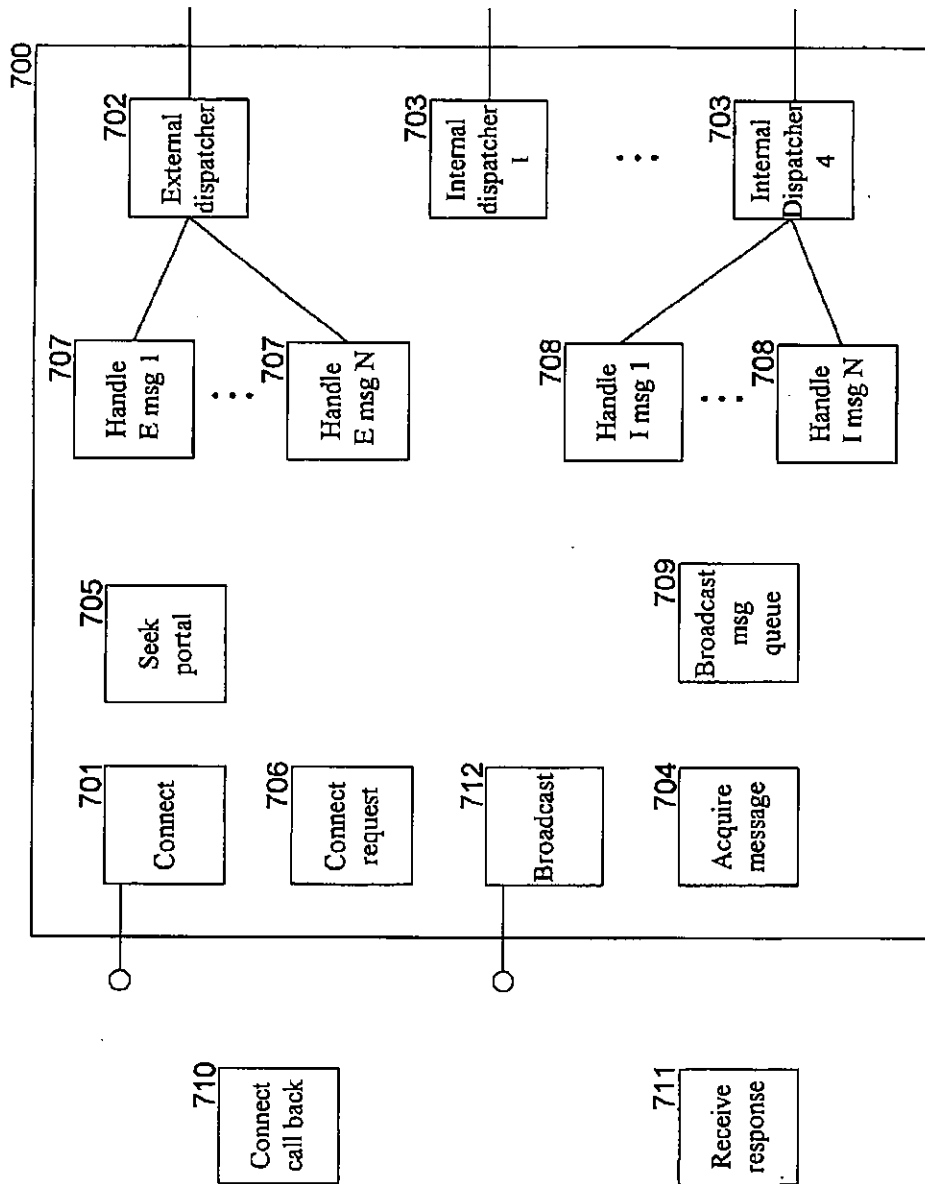 711
Receive
response
710
Connect
call back
704
Acquire
message
712
Broadcast
706
Connect
request
701
Connect
709
Broadcast
msg
queue
705
Seek
portal
708
Handle
I msg N
708
Handle
I msg 1
707
Handle
E msg N
707
Handle
E msg 1
703
Internal
Dispatcher
4
703
Internal
dispatcher
1
702
External
dispatcher
700